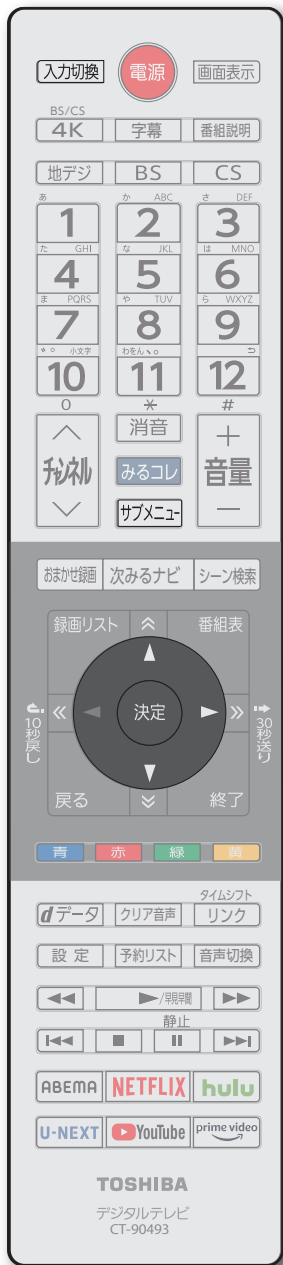 入力切換 電源 画面表示
BS/CS
4K 字幕 番組説明
地デジ BS CS
あ か ABC さ DEF
1 2 3
た GHI な JKL は MNO
4 5 6
ま PQRS や TUV ら WXYZ
7 8 9
゛゜ 小文字 わをん、。
10 11 12
0 ＊ #
チャンネル 消音 + 音量 −
みるコレ
サブメニュー
おまかせ録画 次みるナビ シーン検索
録画リスト 番組表
10秒戻し 決定 30秒送り
戻る 終了
青 赤 緑 黄
タイムシフト
dデータ クリア音声 リンク
設定 予約リスト 音声切換
/早見早聞
静止
ABEMA NETFLIX hulu
U-NEXT YouTube prime video
TOSHIBA
デジタルテレビ
CT-90493